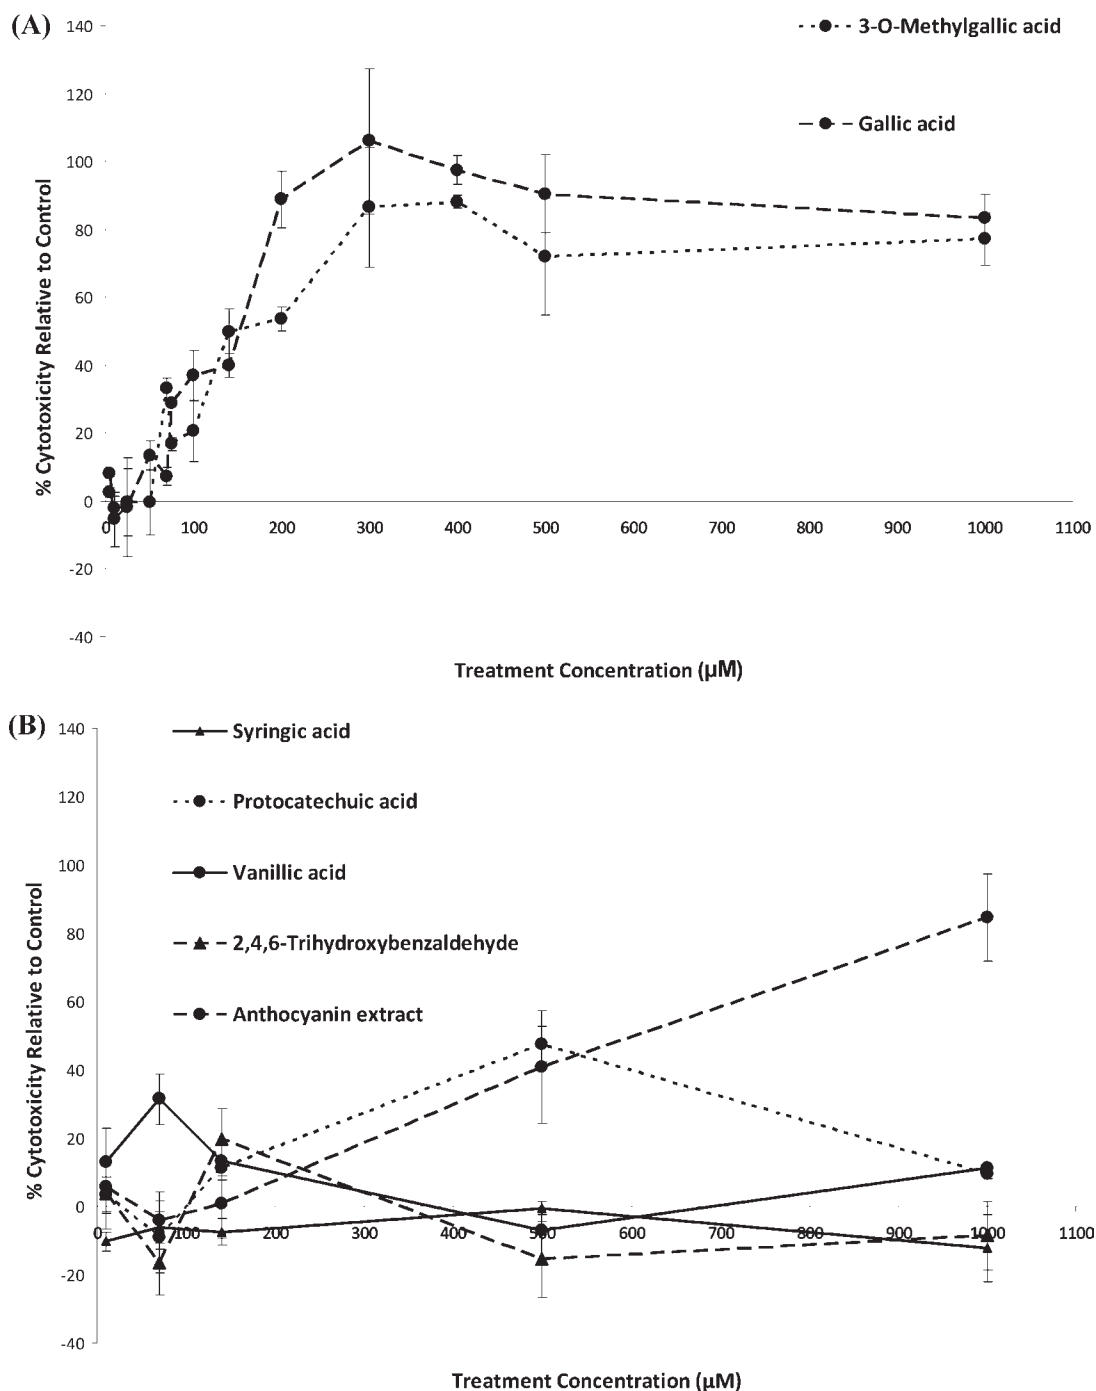 (A)
140
120
100
80
60
40
20
0
-20
-40
% Cytotoxicity Relative to Control
3-O-Methylgallic acid
Gallic acid
0 100 200 300 400 500 600 700 800 900 1000 1100
Treatment Concentration (µM)
(B)
140
120
100
80
60
40
20
0
-20
-40
% Cytotoxicity Relative to Control
Syringic acid
Protocatechuic acid
Vanillic acid
2,4,6-Trihydroxybenzaldehyde
Anthocyanin extract
0 100 200 300 400 500 600 700 800 900 1000 1100
Treatment Concentration (µM)